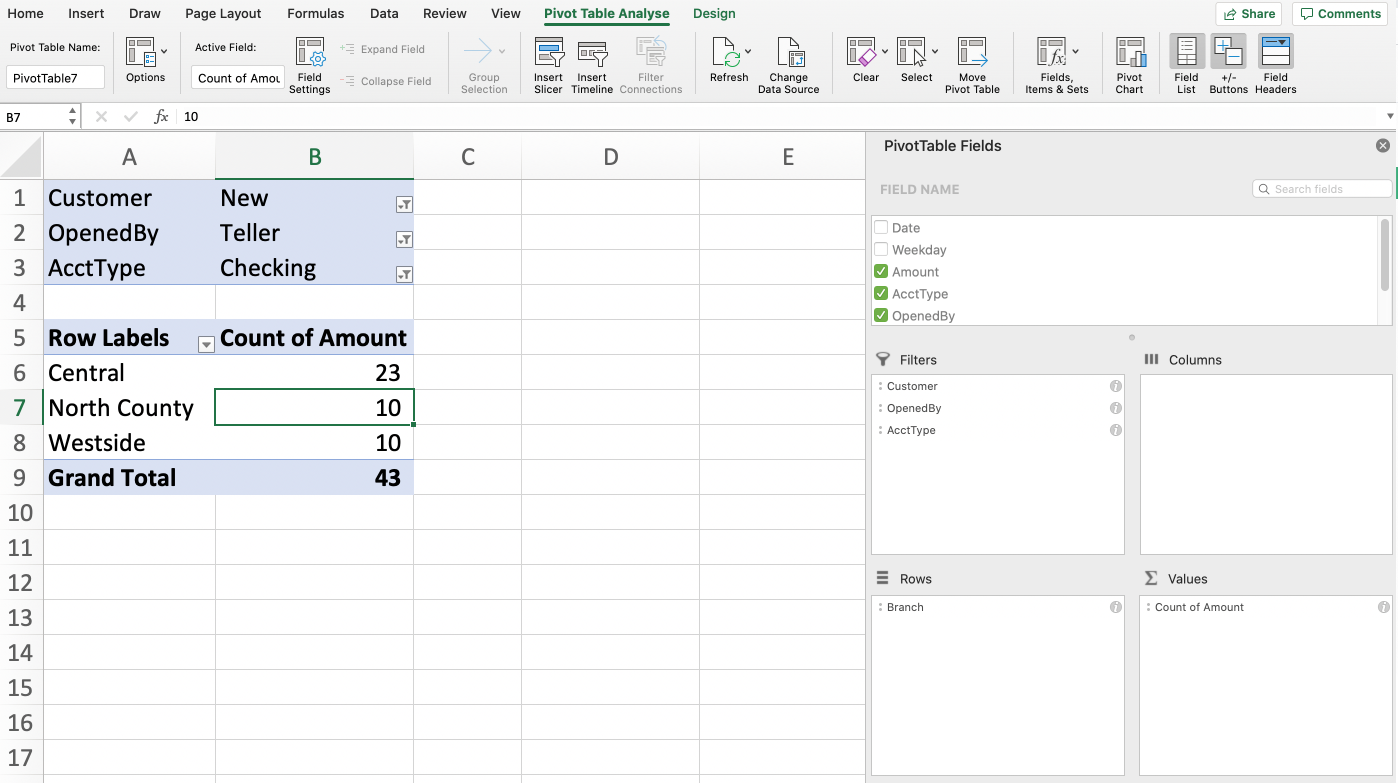 Home Insert Draw Page Layout Formulas Data Review View Pivot Table Analyse Design Share Comments
Pivot Table Name: Active Field:
PivotTable7 Options Count of Amou Field Settings Expand Field Collapse Field Group Selection Insert Slicer Insert Timeline Filter Connections Refresh Change Data Source Clear Select Move Pivot Table Fields, Items & Sets Pivot Chart Field List +/- Buttons Field Headers
B7 fx 10
A B C D E
1 Customer New
2 OpenedBy Teller
3 AcctType Checking
4
5 Row Labels Count of Amount
6 Central 23
7 North County 10
8 Westside 10
9 Grand Total 43
10
11
12
13
14
15
16
17
PivotTable Fields
FIELD NAME Search fields
Date
Weekday
Amount
AcctType
OpenedBy
Filters Columns
Customer
OpenedBy
AcctType
Rows Values
Branch Count of Amount